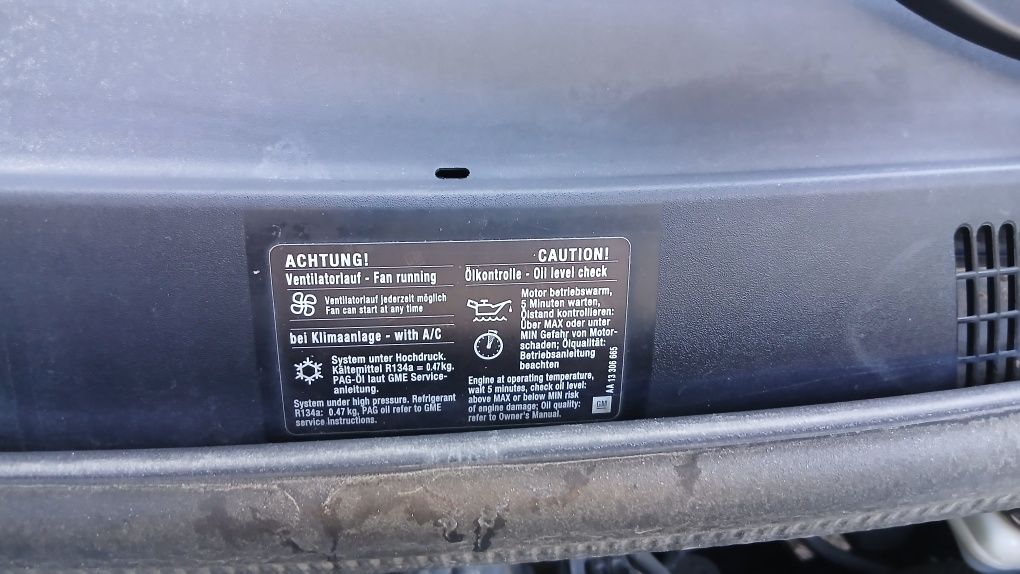 ACHTUNG!
Ventilatorlauf - Fan running
Ventilatorlauf jederzeit möglich
Fan can start at any time
bei Klimaanlage - with A/C
System unter Hochdruck.
Kältemittel R134a = 0.47kg.
PAG-Öl laut GME Service-
anleitung.
System under high pressure. Refrigerant
R134a: 0.47 kg, PAG oil refer to GME
service instructions.
CAUTION!
Ölkontrolle - Oil level check
Motor betriebswarm,
5 Minuten warten,
Ölstand kontrollieren:
Über MAX oder unter
MIN Gefahr von Motor-
schaden; Ölqualität:
Betriebsanleitung
beachten
Engine at operating temperature,
wait 5 minutes, check oil level:
above MAX or below MIN risk
of engine damage; Oil quality:
refer to Owner's Manual.
GM
AA 13 306 665